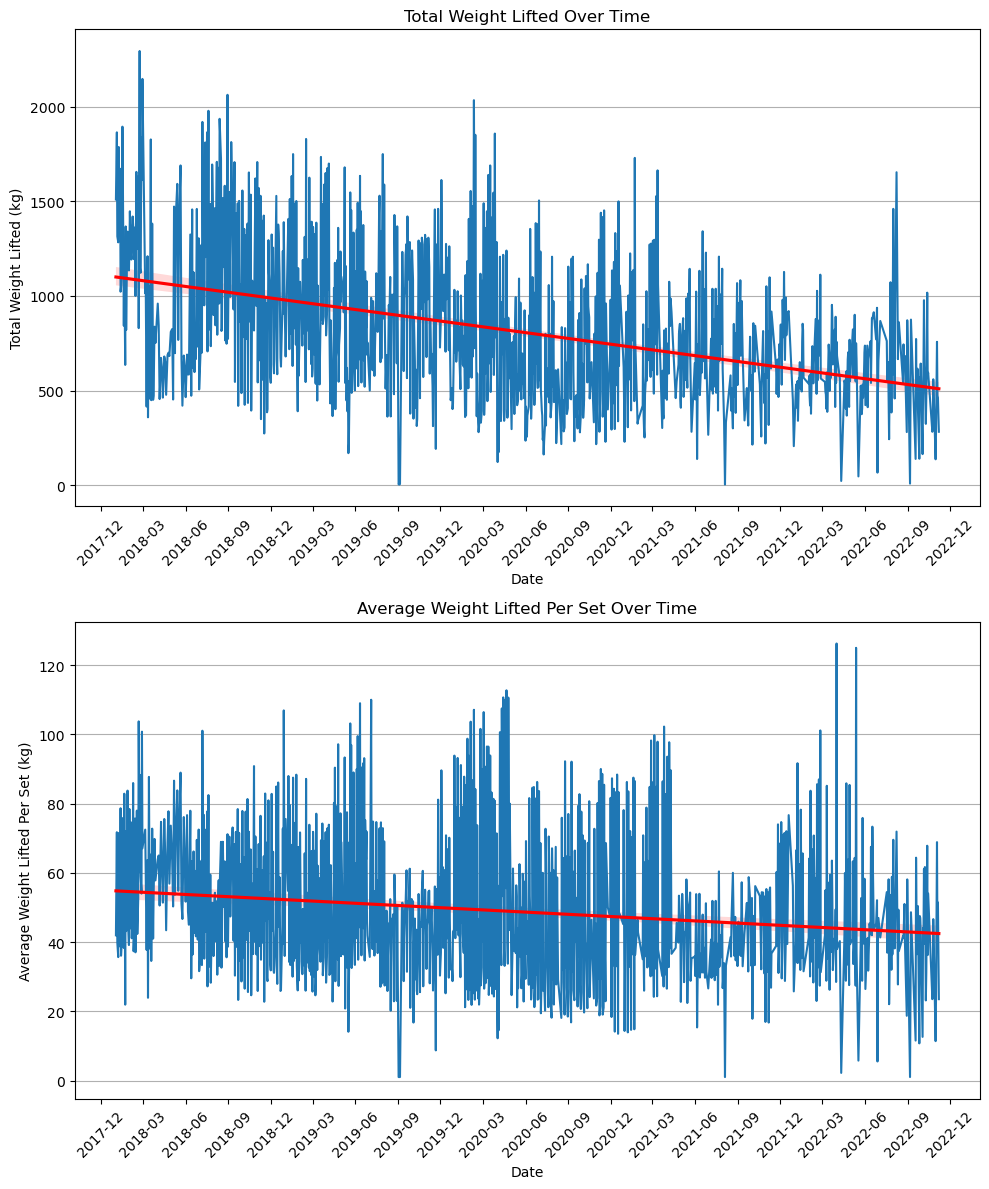 Total Weight Lifted Over Time
Total Weight Lifted (kg)
2000
1500
1000
500
0
2017-12 2018-03 2018-06 2018-09 2018-12 2019-03 2019-06 2019-09 2019-12 2020-03 2020-06 2020-09 2020-12 2021-03 2021-06 2021-09 2021-12 2022-03 2022-06 2022-09 2022-12
Date
Average Weight Lifted Per Set Over Time
Average Weight Lifted Per Set (kg)
120
100
80
60
40
20
0
2017-12 2018-03 2018-06 2018-09 2018-12 2019-03 2019-06 2019-09 2019-12 2020-03 2020-06 2020-09 2020-12 2021-03 2021-06 2021-09 2021-12 2022-03 2022-06 2022-09 2022-12
Date